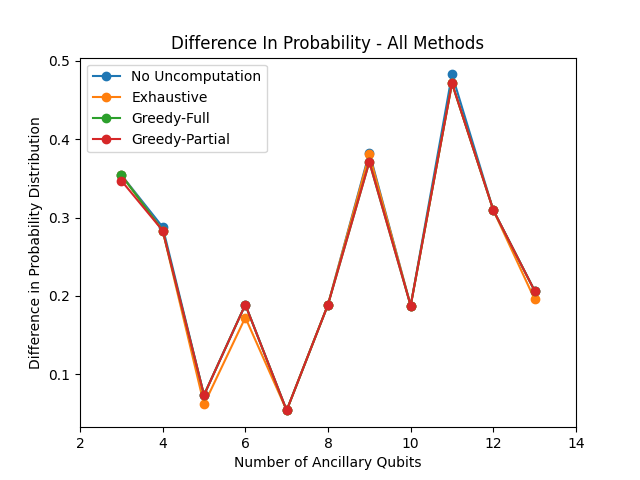 Difference In Probability - All Methods
0.5
0.4
0.3
0.2
0.1
Difference in Probability Distribution
No Uncomputation
Exhaustive
Greedy-Full
Greedy-Partial
2 4 6 8 10 12 14
Number of Ancillary Qubits